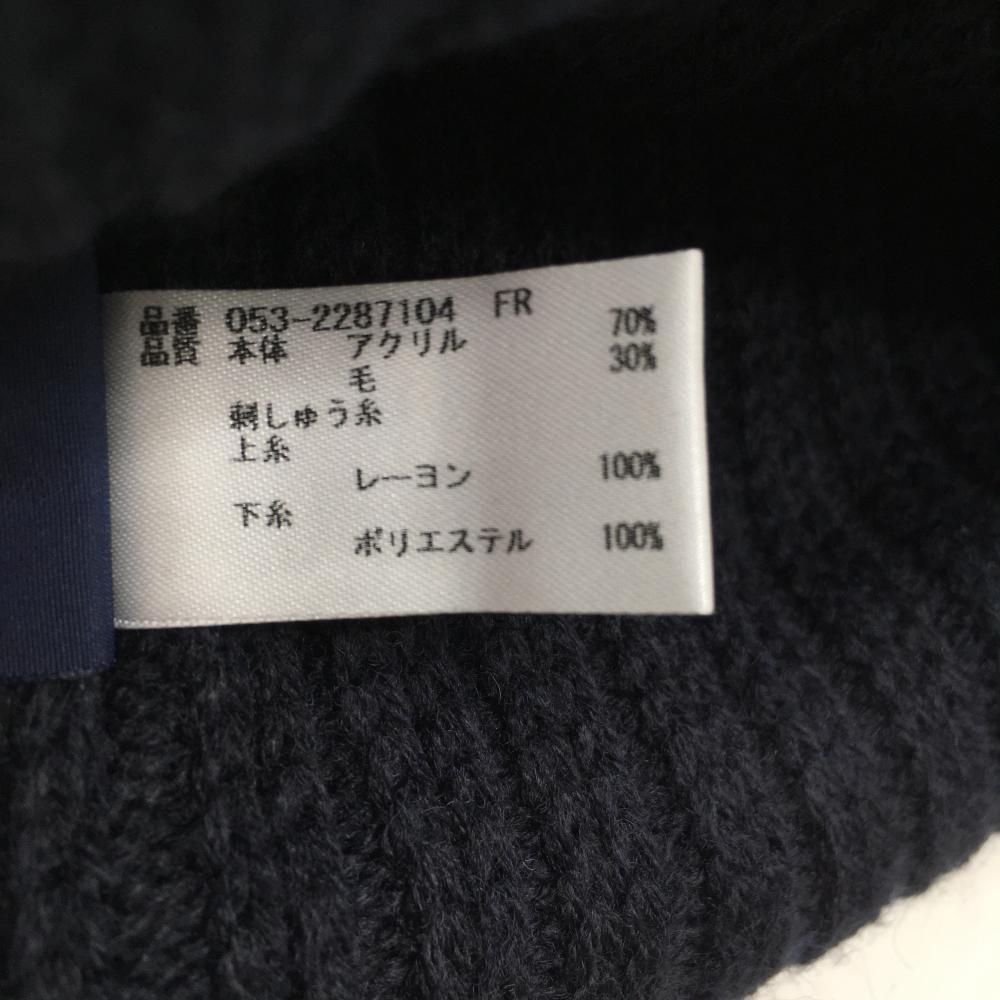 品番 053-2287104 FR
品質 本体 アクリル 70%
毛 30%
刺しゅう糸
上糸
レーヨン 100%
下糸
ポリエステル 100%